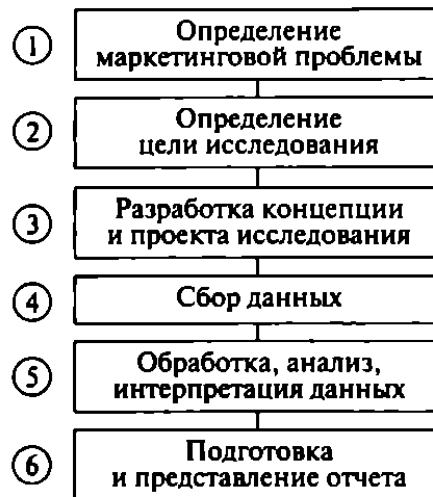 1
Определение
маркетинговой проблемы
2
Определение
цели исследования
3
Разработка концепции
и проекта исследования
4
Сбор данных
5
Обработка, анализ,
интерпретация данных
6
Подготовка
и представление отчета